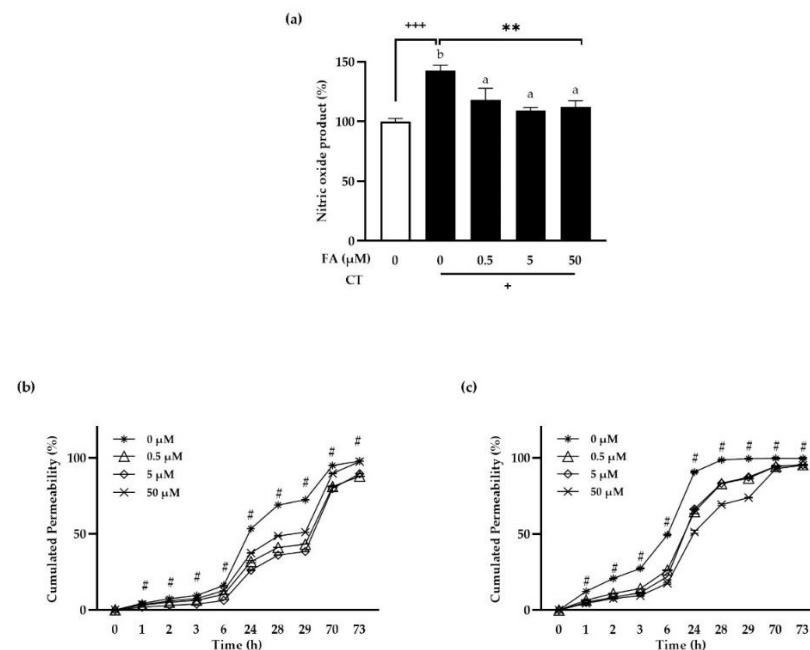 (a)
+++
**
b
a
a
a
150
100
50
0
Nitric oxide product (%)
FA (μM) 0 0 0.5 5 50
CT +
(b)
# # # # # # # # #
0 μM
0.5 μM
5 μM
50 μM
100
50
0
Cumulated Permeability (%)
0 1 2 3 6 24 28 29 70 73
Time (h)
(c)
# # # # # # # # #
0 μM
0.5 μM
5 μM
50 μM
100
50
0
Cumulated Permeability (%)
0 1 2 3 6 24 28 29 70 73
Time (h)